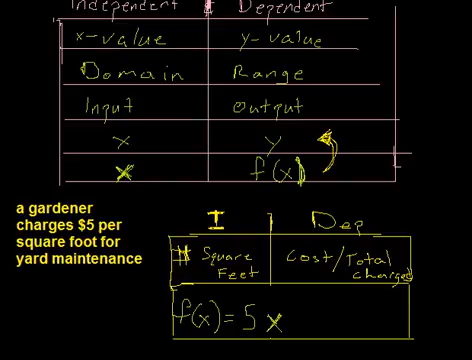 Independent Dependent
x-value y-value
Domain Range
Input Output
x y
x f(x)
a gardener
charges $5 per
square foot for
yard maintenance
I Dep
# Square Feet Cost/Total charges
f(x) = 5x